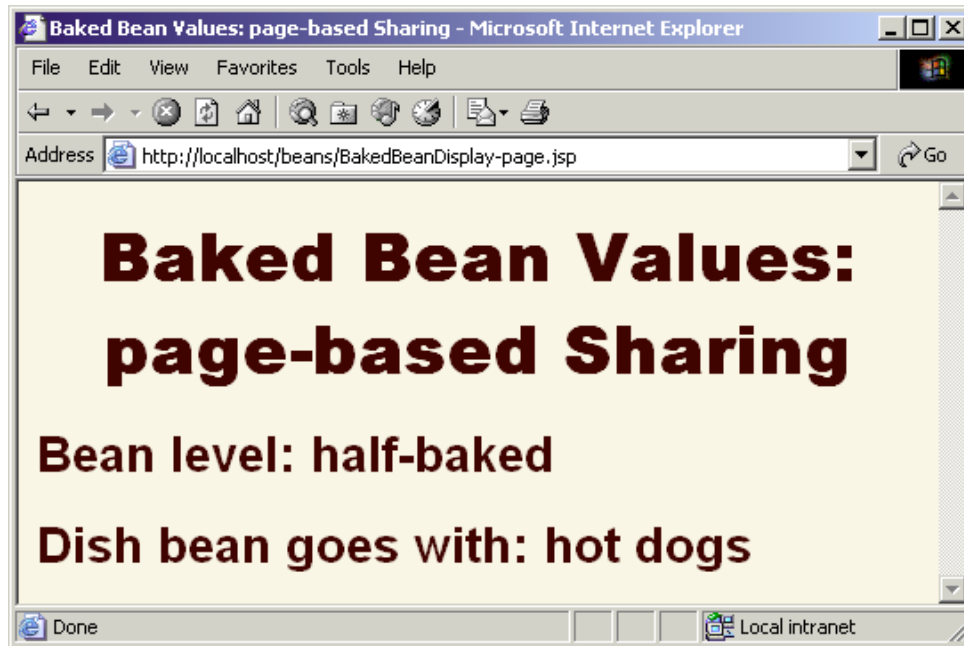 Baked Bean Values: page-based Sharing - Microsoft Internet Explorer
File Edit View Favorites Tools Help
Address http://localhost/beans/BakedBeanDisplay-page.jsp Go
Baked Bean Values:
page-based Sharing
Bean level: half-baked
Dish bean goes with: hot dogs
Done Local intranet